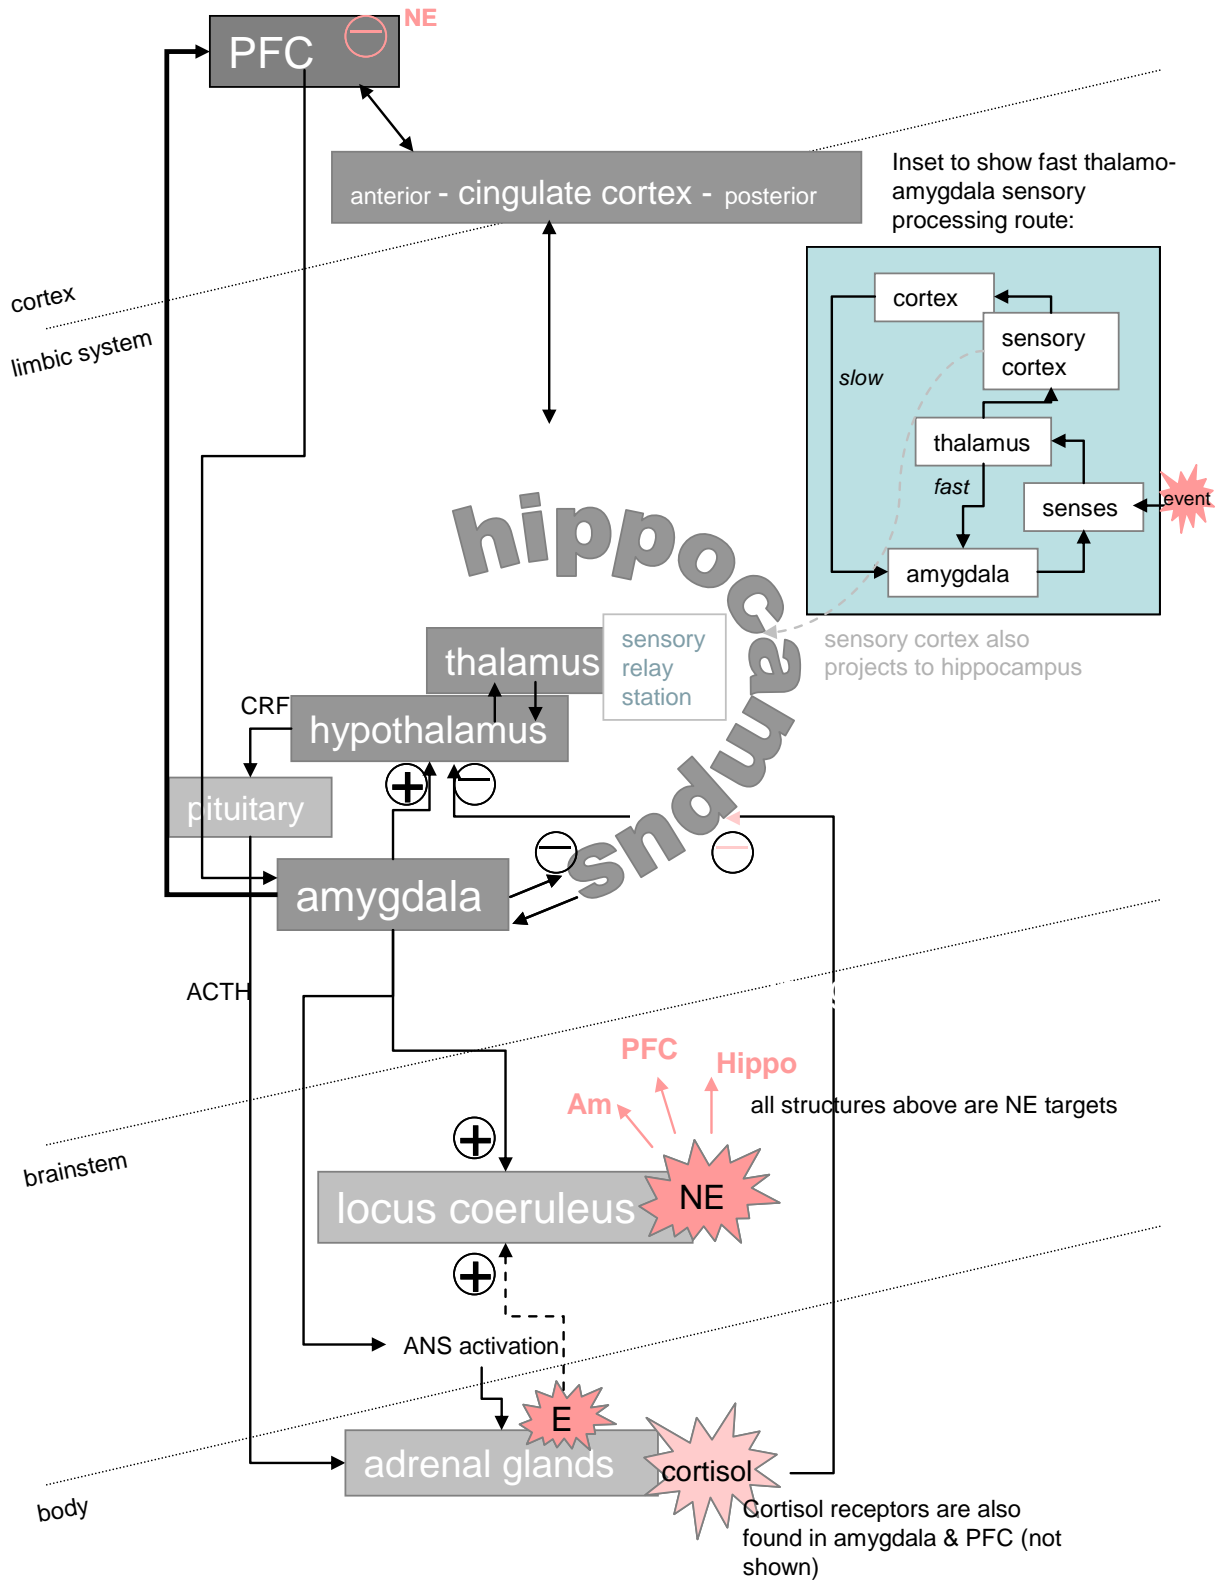 NE
PFC
anterior - cingulate cortex - posterior
Inset to show fast thalamo-
amygdala sensory
processing route:
cortex
limbic system
cortex
sensory
cortex
slow
thalamus
fast
senses
event
amygdala
hippocampus
sensory cortex also
projects to hippocampus
thalamus
sensory
relay
station
CRF
hypothalamus
pituitary
amygdala
ACTH
PFC
Hippo
Am
all structures above are NE targets
brainstem
locus coeruleus
NE
ANS activation
E
adrenal glands
cortisol
body
Cortisol receptors are also
found in amygdala & PFC (not
shown)